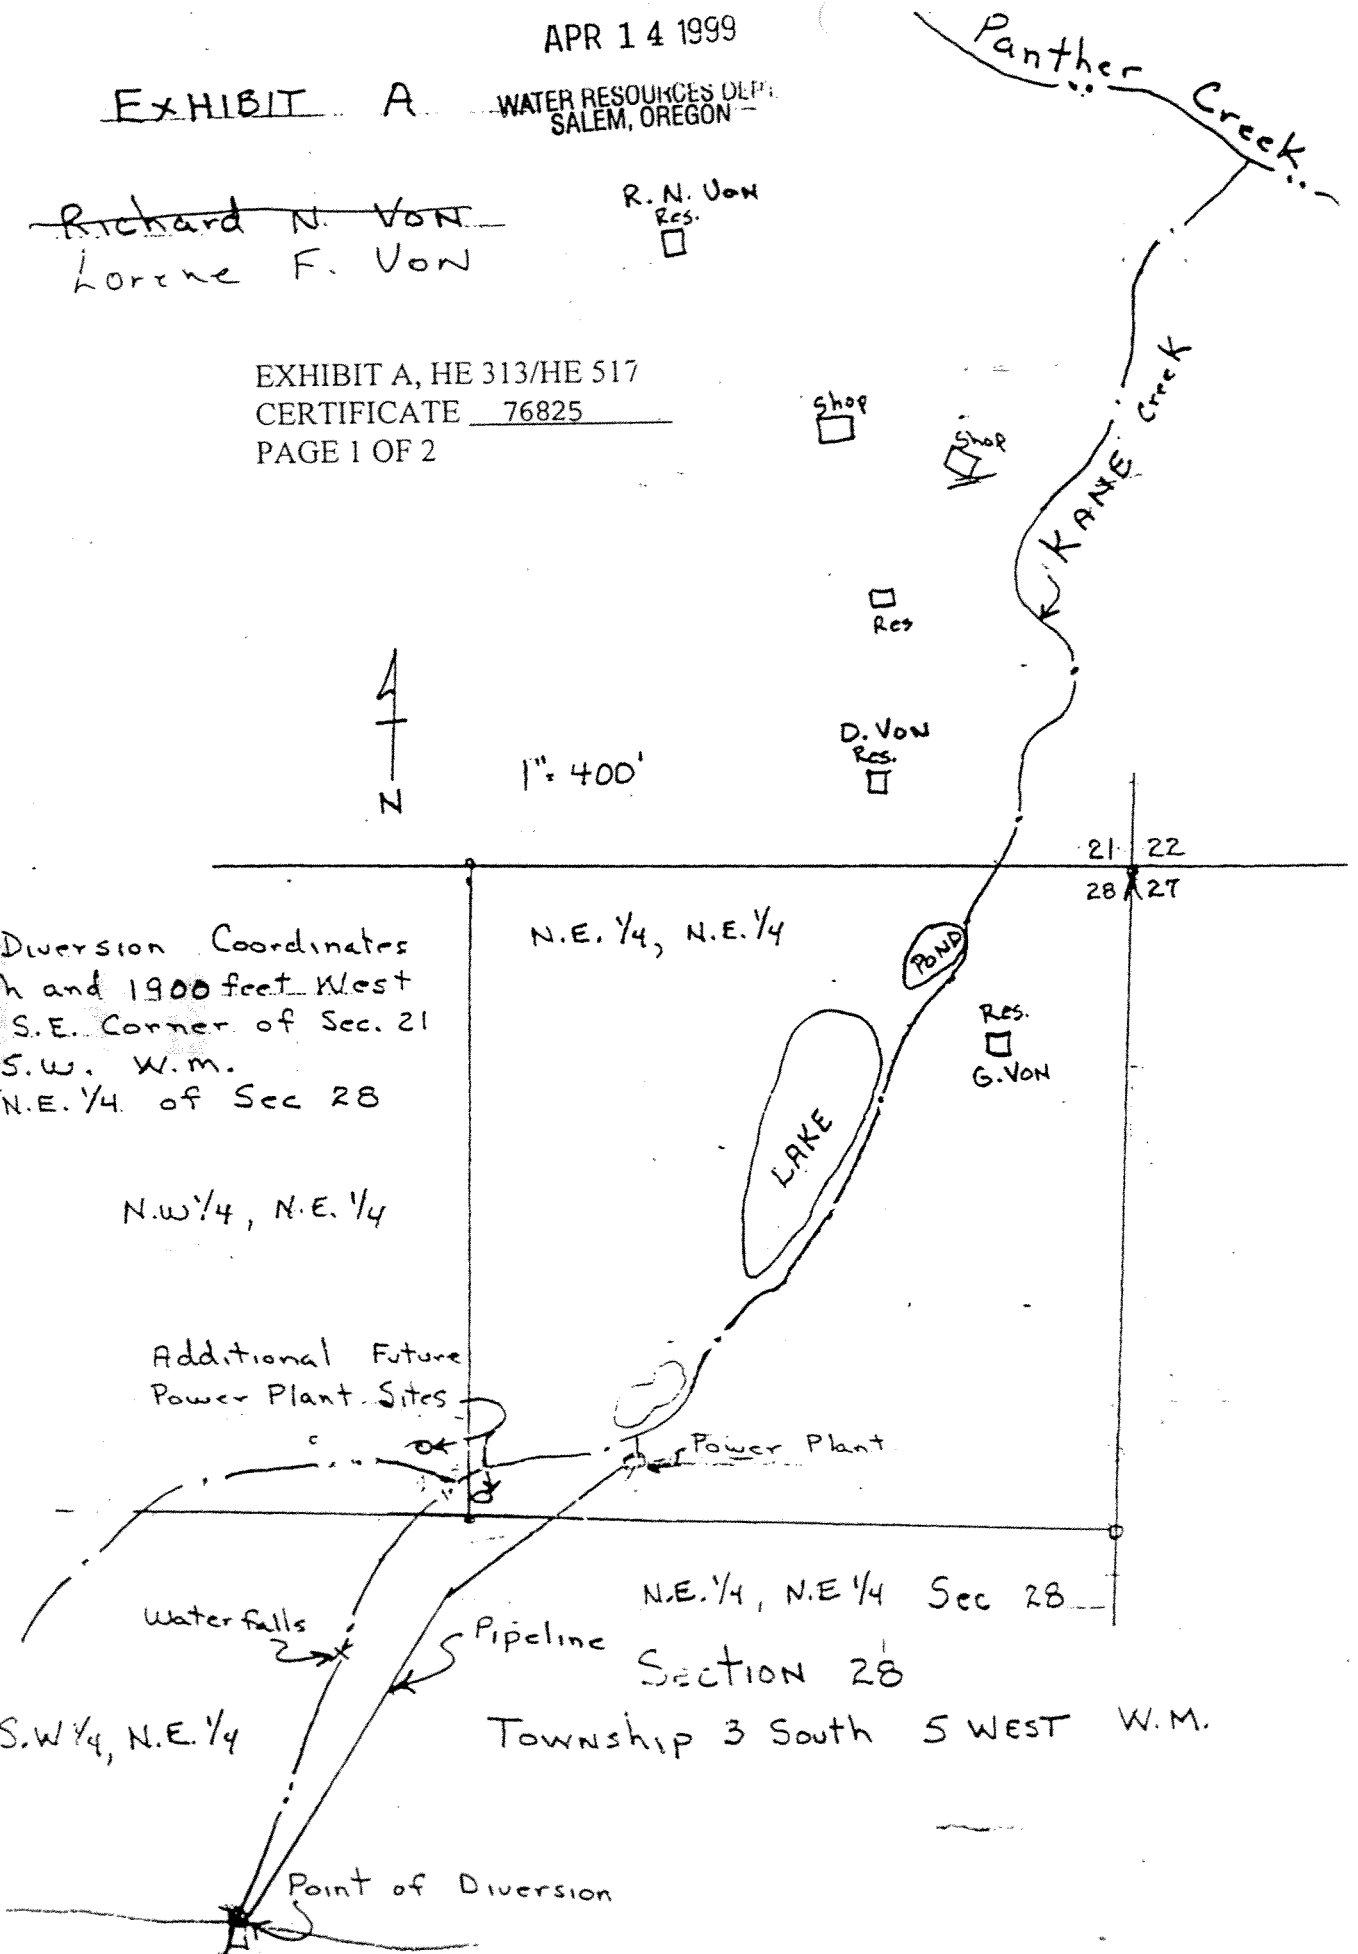 APR 14 1999
EXHIBIT A
WATER RESOURCES DEPT.
SALEM, OREGON
Panther Creek
Richard N. VON
Lorene F. VON
R. N. VON
Res.
EXHIBIT A, HE 313/HE 517
CERTIFICATE 76825
PAGE 1 OF 2
Shop
Shop
KANE Creek
Res
D. VON
Res.
N
1" = 400'
21 22
28 27
N.E. 1/4, N.E. 1/4
POND
Diversion Coordinates
h and 1900 feet West
S.E. Corner of Sec. 21
5.W. W.M.
N.E. 1/4 of Sec 28
Res.
G. VON
LAKE
N.W 1/4, N.E. 1/4
Additional Future
Power Plant Sites
Power Plant
N.E. 1/4, N.E 1/4 Sec 28
Waterfalls
Pipeline
SECTION 28
S.W 1/4, N.E. 1/4
Township 3 South 5 WEST W.M.
Point of Diversion